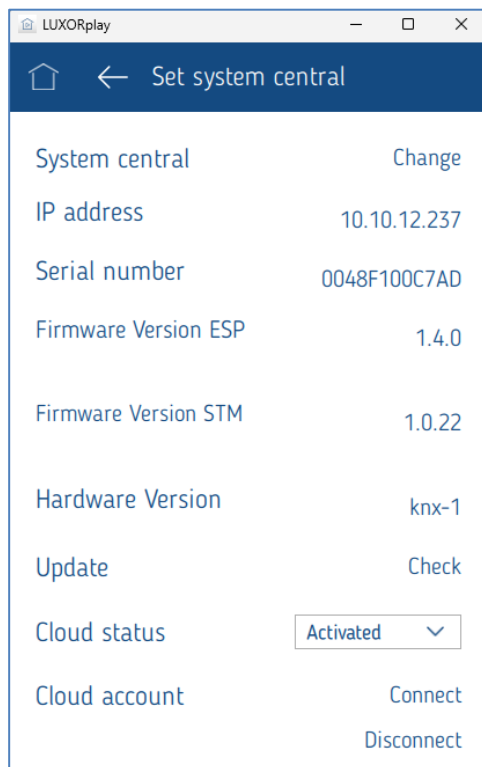 LUXORplay
Set system central
System central Change
IP address 10.10.12.237
Serial number 0048F100C7AD
Firmware Version ESP 1.4.0
Firmware Version STM 1.0.22
Hardware Version knx-1
Update Check
Cloud status Activated
Cloud account Connect
Disconnect